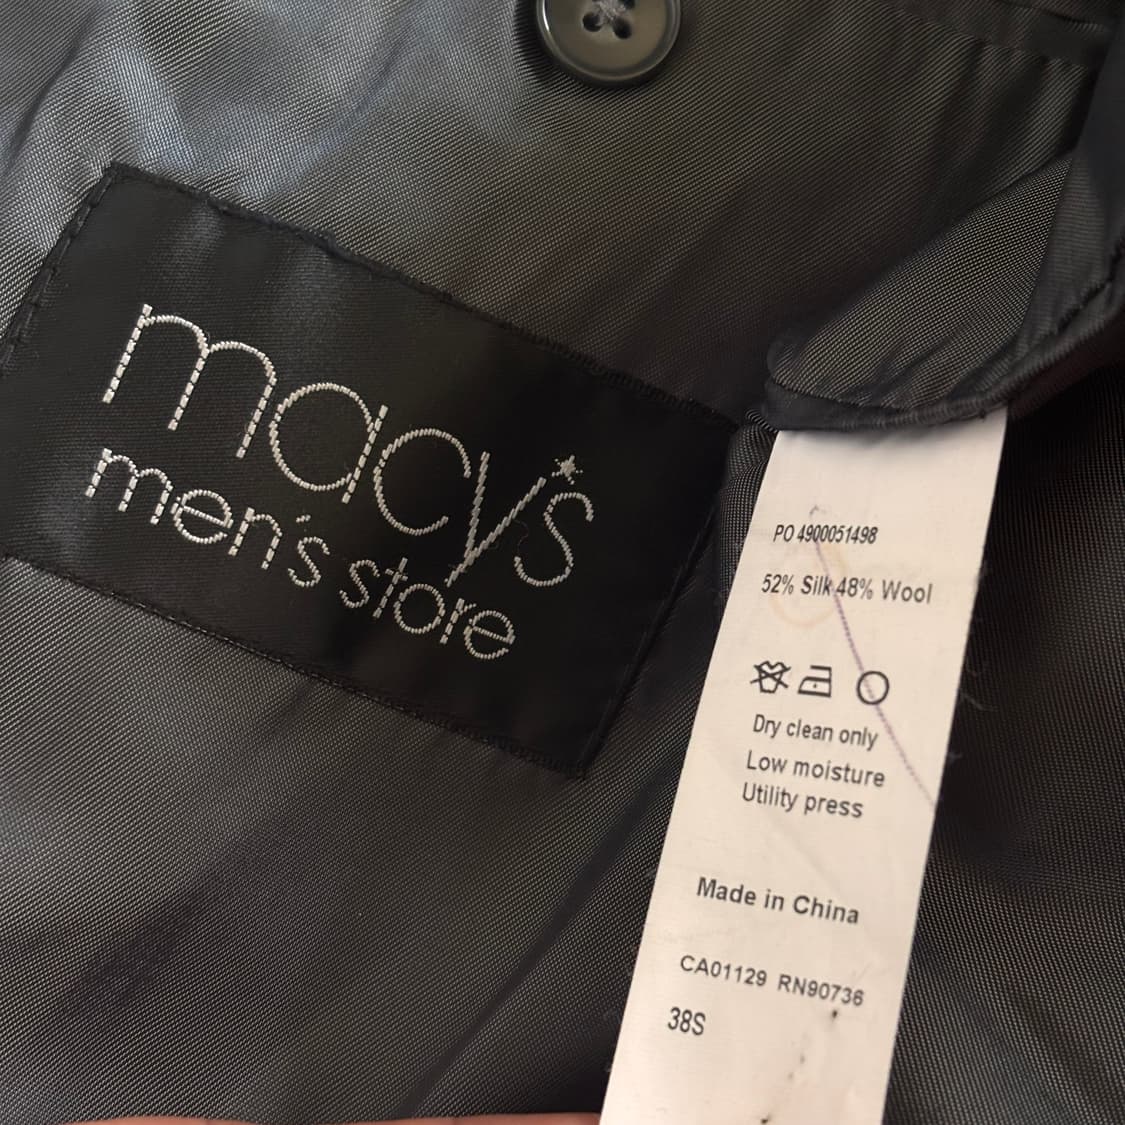 macy's
men's store
PO 4900051498
52% Silk 48% Wool
Dry clean only
Low moisture
Utility press
Made in China
CA01129 RN90736
38S